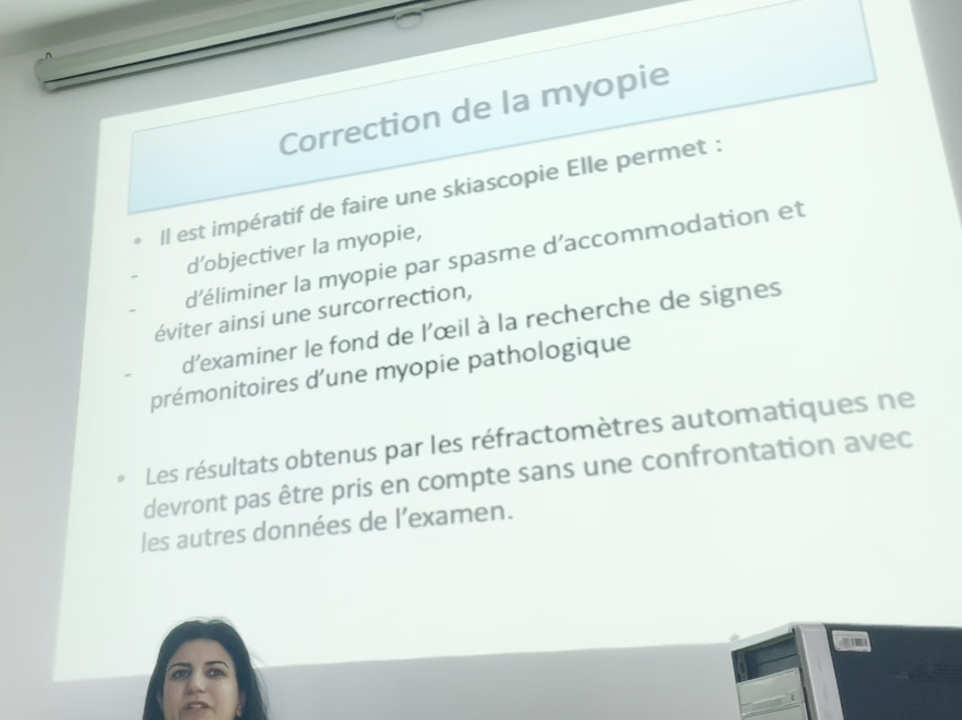 Correction de la myopie
• Il est impératif de faire une skiascopie Elle permet :
- d'objectiver la myopie,
- d'éliminer la myopie par spasme d'accommodation et
éviter ainsi une surcorrection,
- d'examiner le fond de l'œil à la recherche de signes
prémonitoires d'une myopie pathologique
• Les résultats obtenus par les réfractomètres automatiques ne
devront pas être pris en compte sans une confrontation avec
les autres données de l'examen.